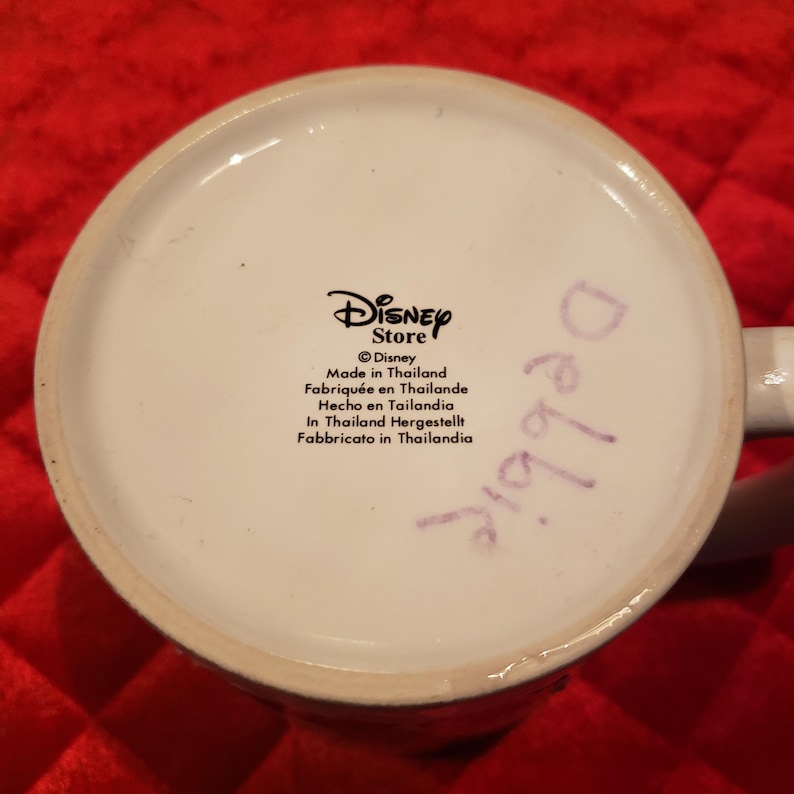 Disney
Store
© Disney
Made in Thailand
Fabriquée en Thailande
Hecho en Tailandia
In Thailand Hergestellt
Fabbricato in Thailandia
Debbie